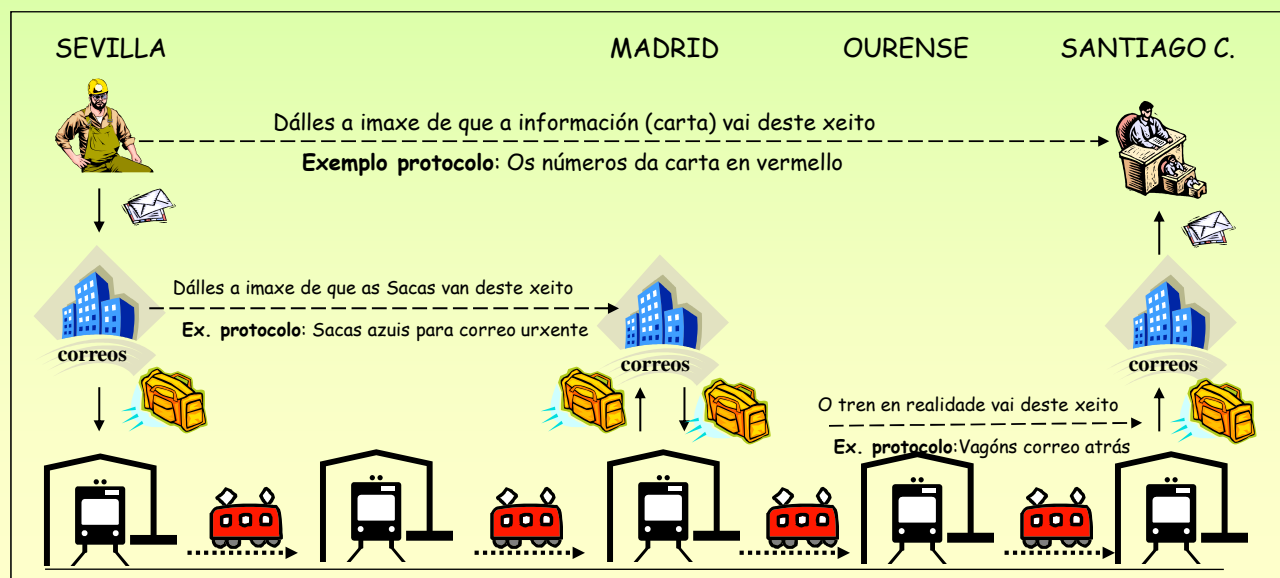 SEVILLA
MADRID
OURENSE
SANTIAGO C.
Dálles a imaxe de que a información (carta) vai deste xeito
Exemplo protocolo: Os números da carta en vermello
Dálles a imaxe de que as Sacas van deste xeito
Ex. protocolo: Sacas azuis para correo urxente
correos
correos
correos
O tren en realidade vai deste xeito
Ex. protocolo:Vagóns correo atrás